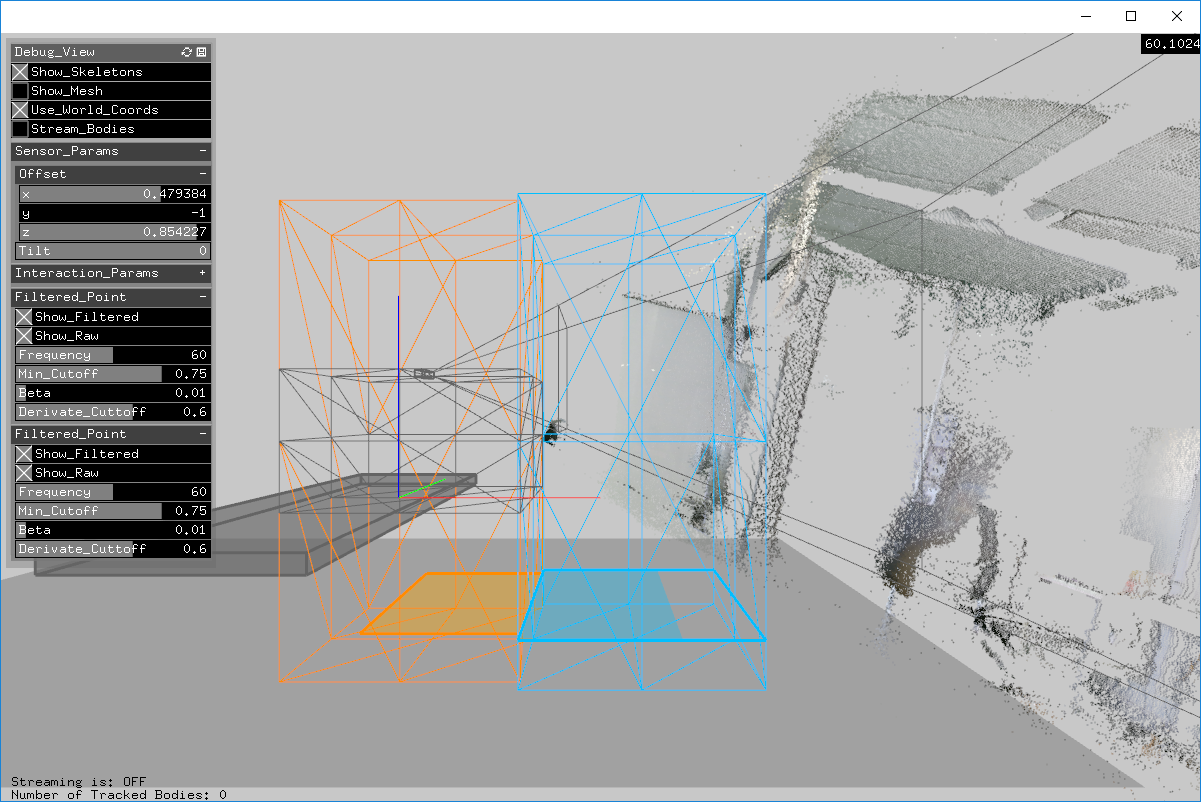 60.1024
Debug_View
Show_Skeletons
Show_Mesh
Use_World_Coords
Stream_Bodies
Sensor_Params -
Offset -
x 0.479384
y -1
z 0.854227
Tilt 0
Interaction_Params +
Filtered_Point -
Show_Filtered
Show_Raw
Frequency 60
Min_Cutoff 0.75
Beta 0.01
Derivate_Cuttoff 0.6
Filtered_Point -
Show_Filtered
Show_Raw
Frequency 60
Min_Cutoff 0.75
Beta 0.01
Derivate_Cuttoff 0.6
Streaming is: OFF
Number of Tracked Bodies: 0